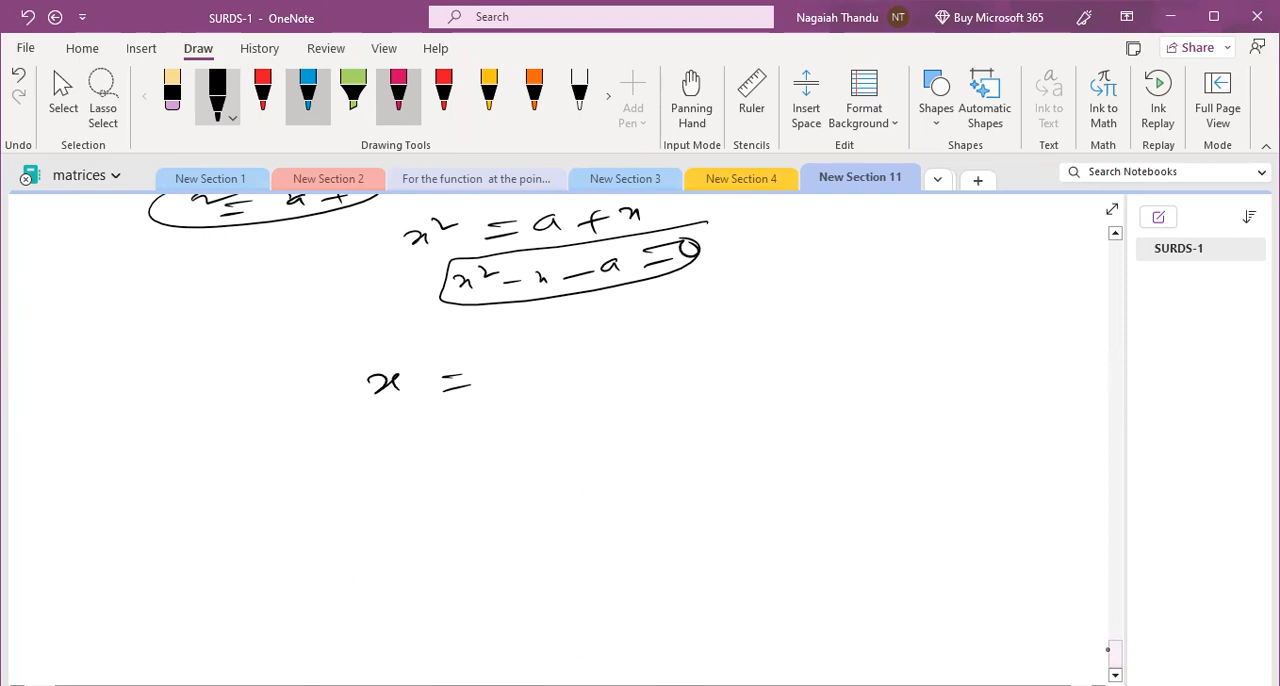 SURDS-1 - OneNote
Search
Nagaiah Thandu NT
Buy Microsoft 365
File Home Insert Draw History Review View Help
Share
Select
Lasso Select
Add Pen
Panning Hand
Ruler
Insert Space
Format Background
Shapes
Automatic Shapes
Ink to Text
Ink to Math
Ink Replay
Full Page View
Undo Selection Drawing Tools Input Mode Stencils Edit Shapes Text Math Replay Mode
matrices
New Section 1
New Section 2
For the function at the poin...
New Section 3
New Section 4
New Section 11
Search Notebooks
SURDS-1
x² = a + x
x² - x - a = 0
x =